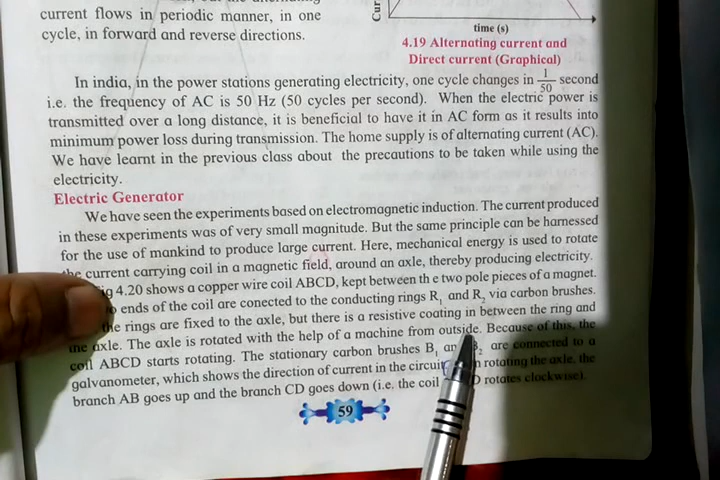 current flows in periodic manner, in one
cycle, in forward and reverse directions.
time (s)
4.19 Alternating current and
Direct current (Graphical)
In india, in the power stations generating electricity, one cycle changes in 1/50 second
i.e. the frequency of AC is 50 Hz (50 cycles per second). When the electric power is
transmitted over a long distance, it is beneficial to have it in AC form as it results into
minimum power loss during transmission. The home supply is of alternating current (AC).
We have learnt in the previous class about the precautions to be taken while using the
electricity.
Electric Generator
We have seen the experiments based on electromagnetic induction. The current produced
in these experiments was of very small magnitude. But the same principle can be harnessed
for the use of mankind to produce large current. Here, mechanical energy is used to rotate
the current carrying coil in a magnetic field, around an axle, thereby producing electricity.
4.20 shows a copper wire coil ABCD, kept between th e two pole pieces of a magnet.
ends of the coil are conected to the conducting rings R₁ and R₂ via carbon brushes.
the rings are fixed to the axle, but there is a resistive coating in between the ring and
the axle. The axle is rotated with the help of a machine from outside. Because of this, the
coil ABCD starts rotating. The stationary carbon brushes B₁ are connected to a
galvanometer, which shows the direction of current in the circuit rotating the axle, the
branch AB goes up and the branch CD goes down (i.e. the coil rotates clockwise).
59